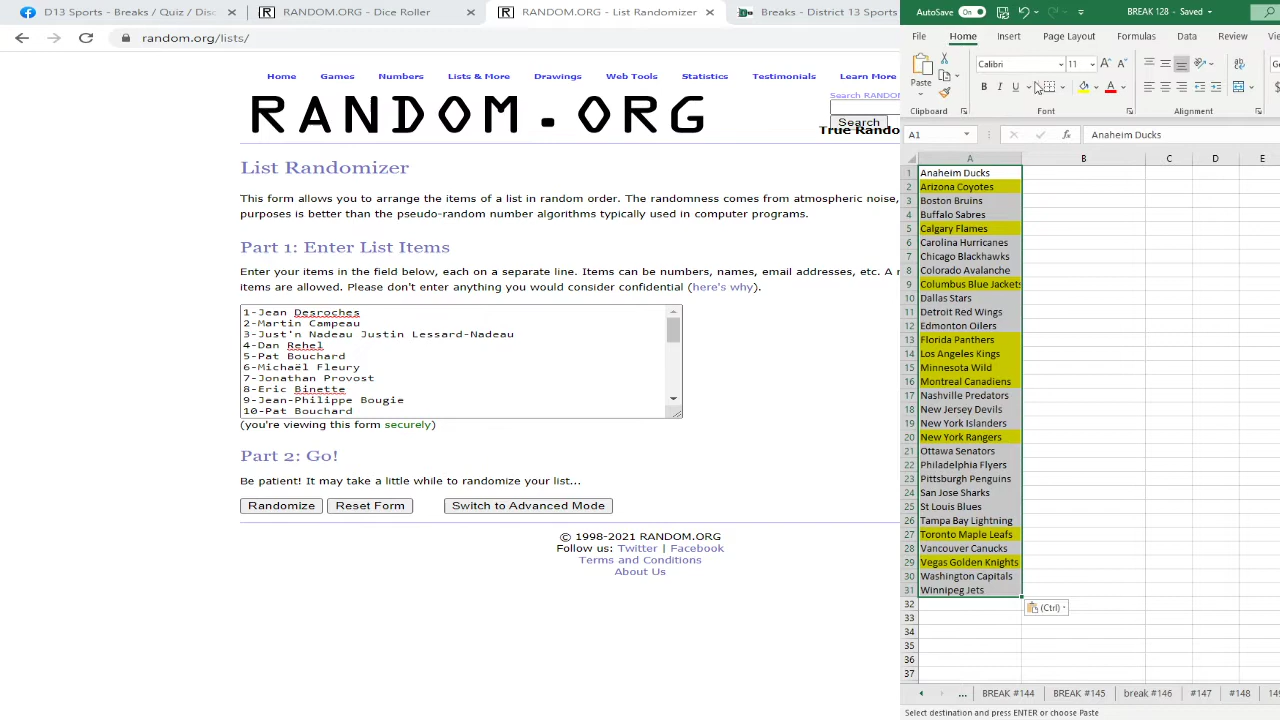 D13 Sports - Breaks / Quiz / Dis
RANDOM.ORG - Dice Roller
RANDOM.ORG - List Randomizer
Breaks - District 13 Sports
random.org/lists/
Home Games Numbers Lists & More Drawings Web Tools Statistics Testimonials Learn More
Search RANDO
RANDOM.ORG
Search
True Rando
List Randomizer
This form allows you to arrange the items of a list in random order. The randomness comes from atmospheric noise,
purposes is better than the pseudo-random number algorithms typically used in computer programs.
Part 1: Enter List Items
Enter your items in the field below, each on a separate line. Items can be numbers, names, email addresses, etc. A
items are allowed. Please don't enter anything you would consider confidential (here's why).
1-Jean Desroches
2-Martin Campeau
3-Just'n Nadeau Justin Lessard-Nadeau
4-Dan Rehel
5-Pat Bouchard
6-Michaël Fleury
7-Jonathan Provost
8-Eric Binette
9-Jean-Philippe Bougie
10-Pat Bouchard
(you're viewing this form securely)
Part 2: Go!
Be patient! It may take a little while to randomize your list...
Randomize Reset Form Switch to Advanced Mode
© 1998-2021 RANDOM.ORG
Follow us: Twitter | Facebook
Terms and Conditions
About Us
AutoSave On BREAK 128 - Saved
File Home Insert Page Layout Formulas Data Review
Calibri 11
Paste B I U
Clipboard Font Alignment
A1 fx Anaheim Ducks
A B C D E
1 Anaheim Ducks
2 Arizona Coyotes
3 Boston Bruins
4 Buffalo Sabres
5 Calgary Flames
6 Carolina Hurricanes
7 Chicago Blackhawks
8 Colorado Avalanche
9 Columbus Blue Jackets
10 Dallas Stars
11 Detroit Red Wings
12 Edmonton Oilers
13 Florida Panthers
14 Los Angeles Kings
15 Minnesota Wild
16 Montreal Canadiens
17 Nashville Predators
18 New Jersey Devils
19 New York Islanders
20 New York Rangers
21 Ottawa Senators
22 Philadelphia Flyers
23 Pittsburgh Penguins
24 San Jose Sharks
25 St Louis Blues
26 Tampa Bay Lightning
27 Toronto Maple Leafs
28 Vancouver Canucks
29 Vegas Golden Knights
30 Washington Capitals
31 Winnipeg Jets
32
33
34
35
36
37
(Ctrl)
... BREAK #144 BREAK #145 break #146 #147 #148 149
Select destination and press ENTER or choose Paste